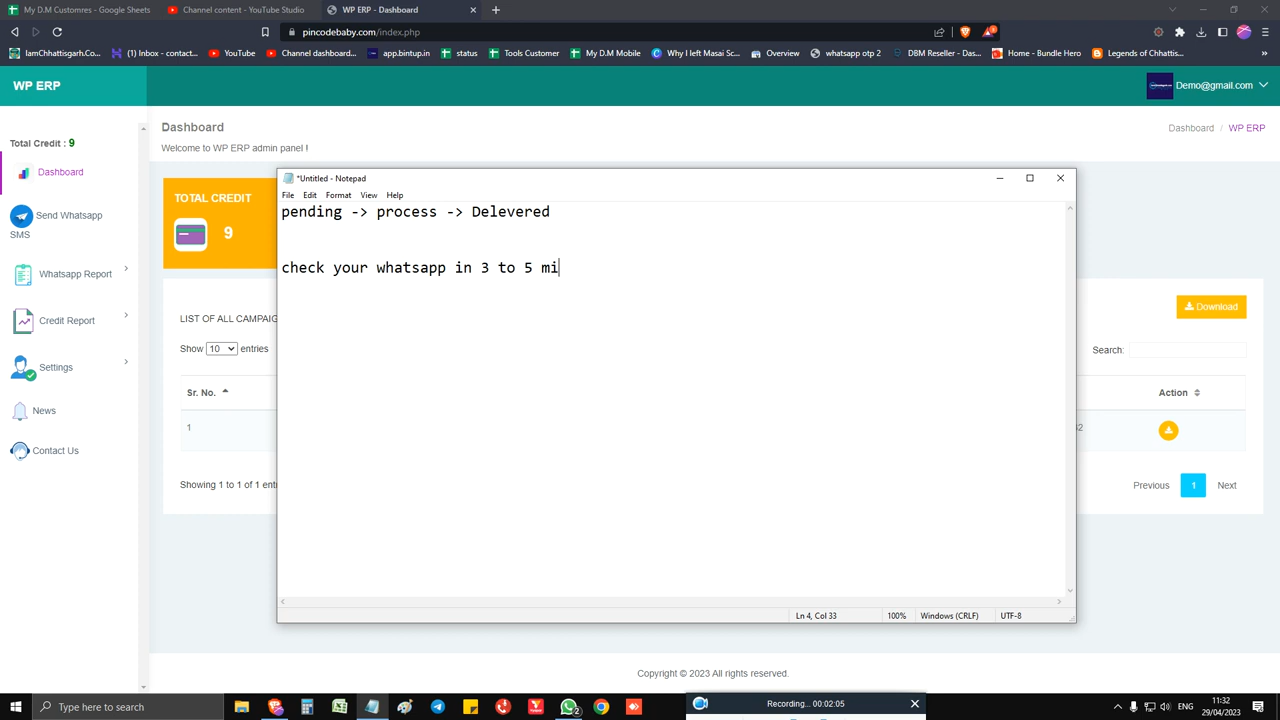 My D.M Customres - Google Sheets
Channel content - YouTube Studio
WP ERP - Dashboard
pincodebaby.com/index.php
IamChhattisgarh.Co...
(1) Inbox - contact...
YouTube
DashBoard
app.bintup.in
status
Tools Customer
My D.M Mobile
Why I left Masai Sc...
Overview
whatsapp otp 2
DBM Reseller - Das...
Home - Bundle Hero
Legends of Chhattis...
WP ERP
Demo@gmail.com
Total Credit : 9
Dashboard
Send Whatsapp
SMS
Whatsapp Report
Credit Report
Settings
News
Contact Us
Dashboard
Dashboard / WP ERP
Welcome to WP ERP admin panel !
TOTAL CREDIT
9
*Untitled - Notepad
File Edit Format View Help
pending -> process -> Delevered
check your whatsapp in 3 to 5 mi
Ln 4, Col 33
100%
Windows (CRLF)
UTF-8
LIST OF ALL CAMPAIG
Download
Show 10 entries
Search:
Sr. No.
Action
1
Showing 1 to 1 of 1 ent
Previous 1 Next
Copyright © 2023 All rights reserved.
Type here to search
2
Recording... 00:02:05
ENG
11:32
29/04/2023